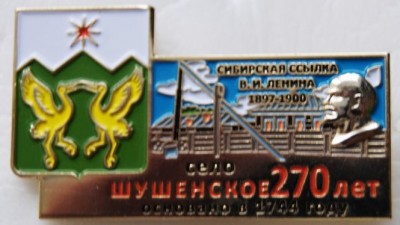 СИБИРСКАЯ ССЫЛКА
В. И. ЛЕНИНА
1897-1900
село
ШУШЕНСКОЕ 270 лет
основано в 1744 году